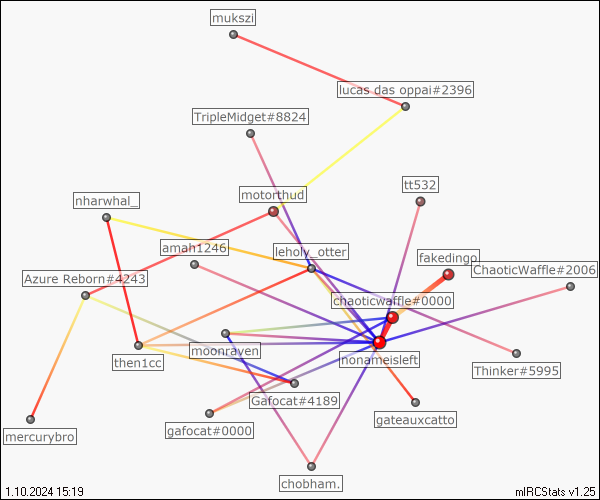 mukszi
lucas das oppai#2396
TripleMidget#8824
tt532
nharwhal_
motorthud
amah1246
leholy_otter
fakedingo
ChaoticWaffle#2006
Azure Reborn#4243
chaoticwaffle#0000
moonraven
nonameisleft
then1cc
Thinker#5995
Gafocat#4189
gateauxcatto
gafocat#0000
mercurybro
chobham.
1.10.2024 15:19
mIRCStats v1.25